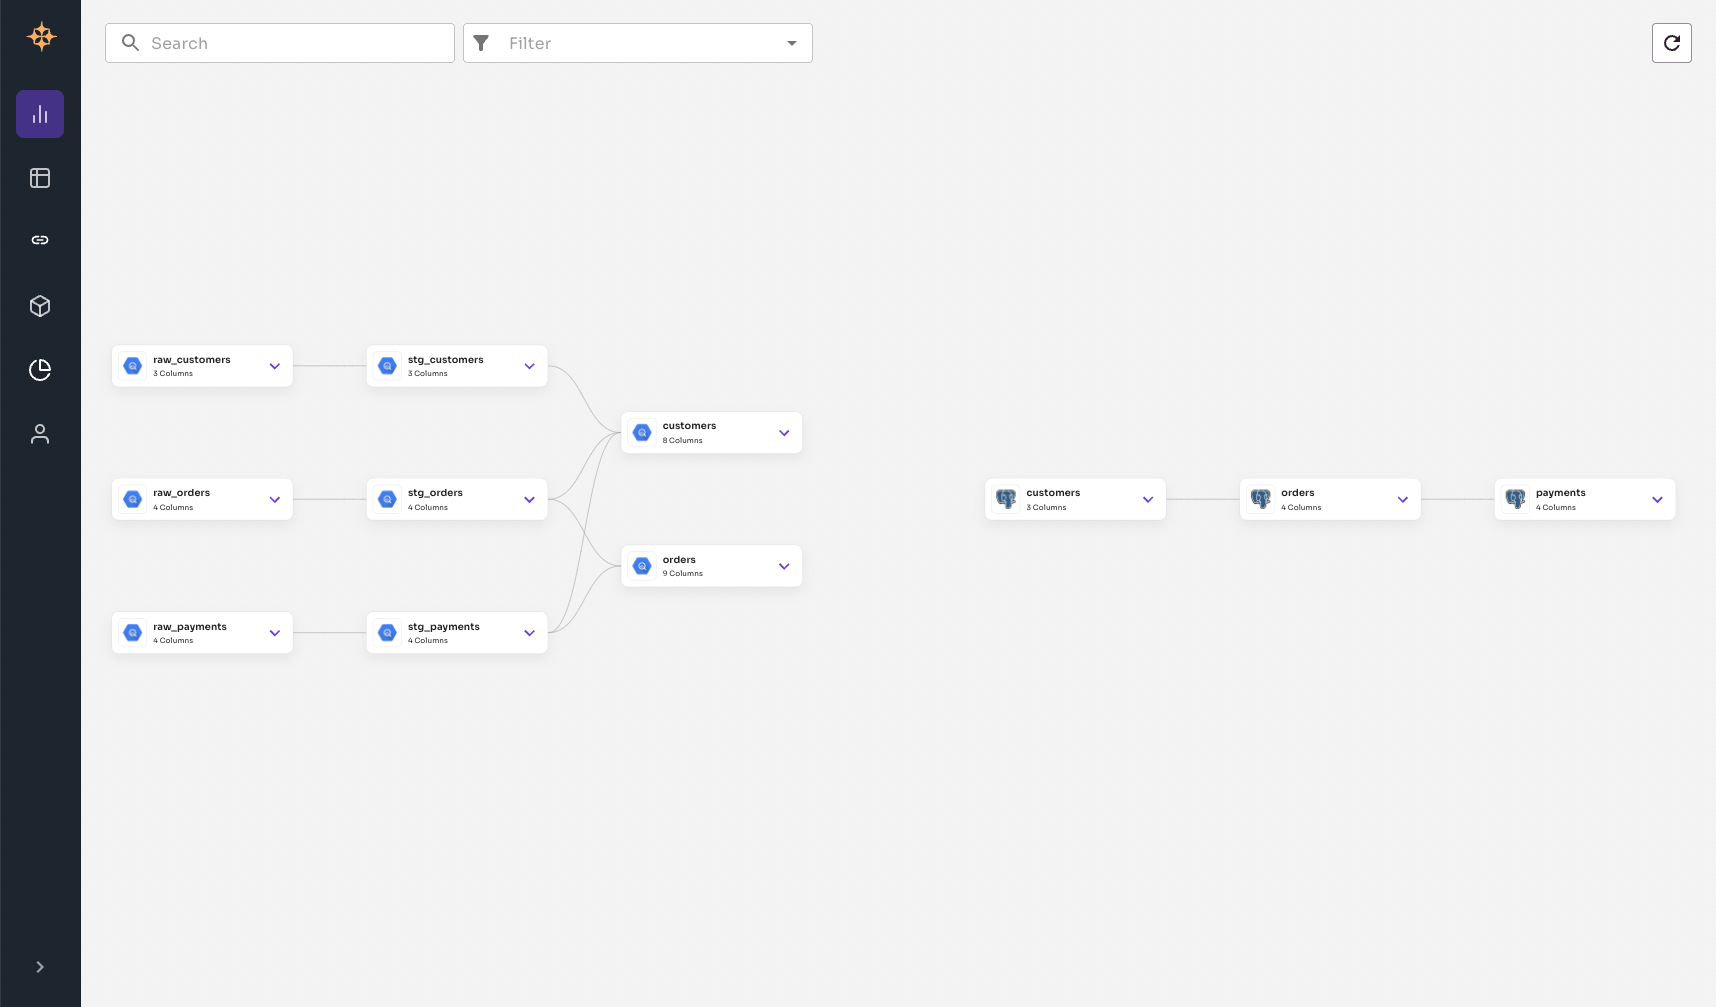 Search
Filter
raw_customers
3 Columns
stg_customers
3 Columns
customers
8 Columns
raw_orders
4 Columns
stg_orders
4 Columns
customers
3 Columns
orders
4 Columns
payments
4 Columns
orders
9 Columns
raw_payments
4 Columns
stg_payments
4 Columns